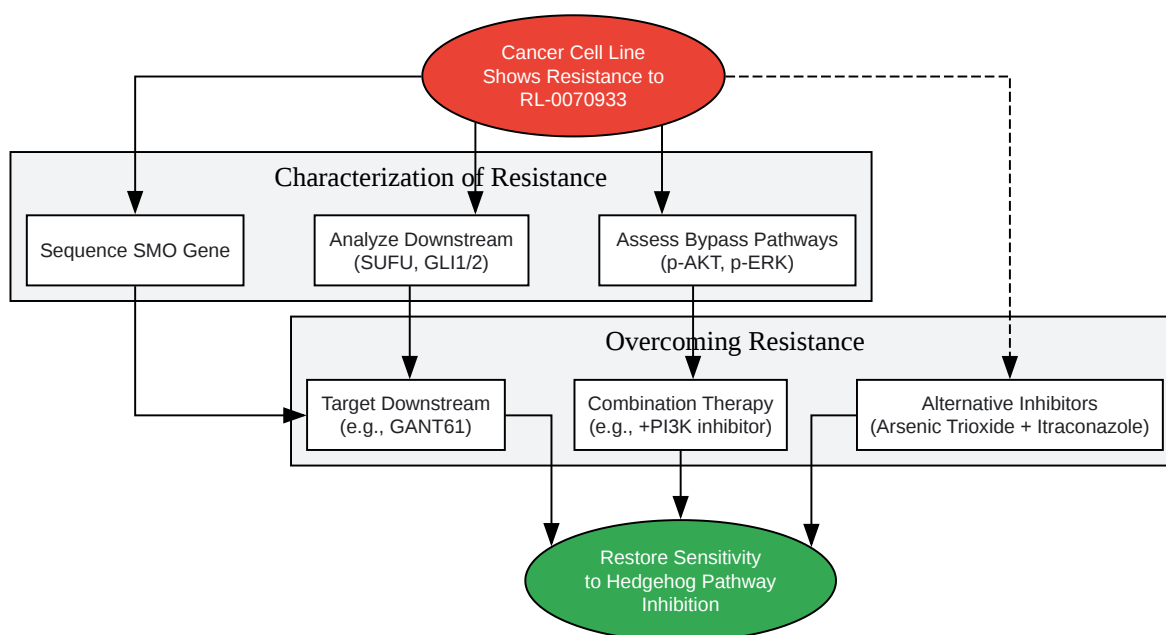 Cancer Cell Line
Shows Resistance to
RL-0070933
Characterization of Resistance
Sequence SMO Gene
Analyze Downstream
(SUFU, GLI1/2)
Assess Bypass Pathways
(p-AKT, p-ERK)
Overcoming Resistance
Target Downstream
(e.g., GANT61)
Combination Therapy
(e.g., +PI3K inhibitor)
Alternative Inhibitors
(Arsenic Trioxide + Itraconazole)
Restore Sensitivity
to Hedgehog Pathway
Inhibition